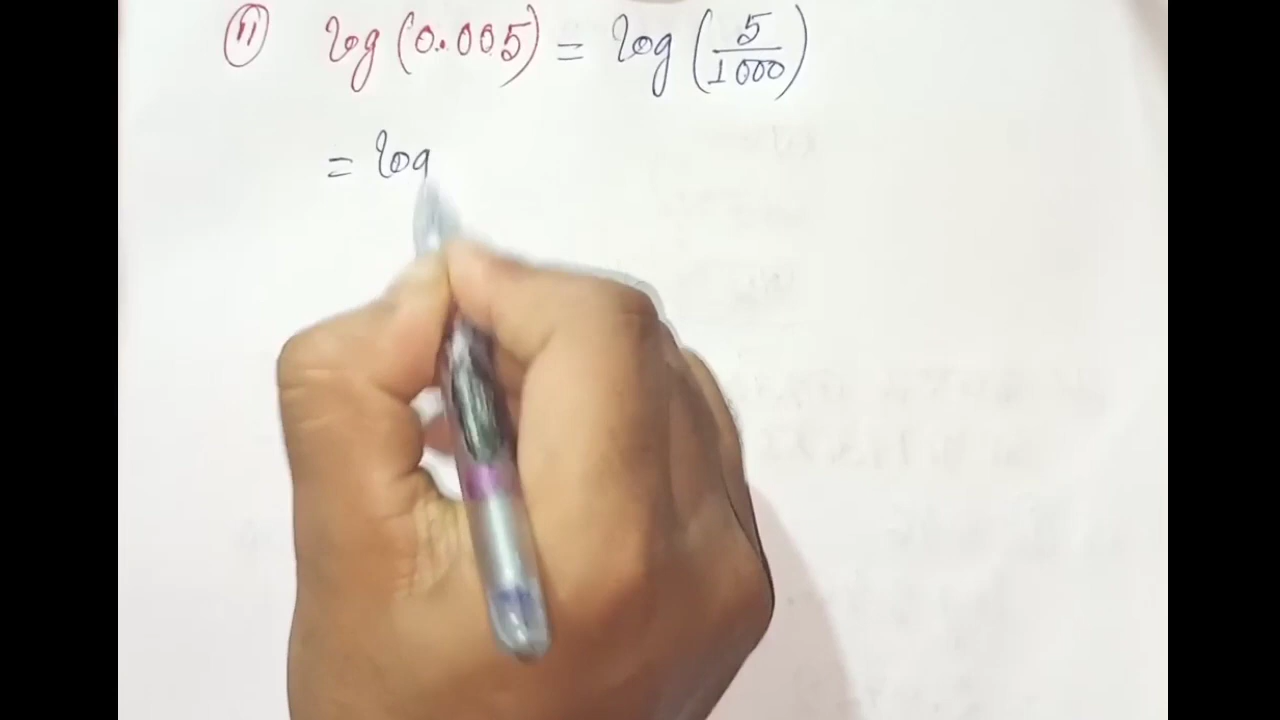 (ii) log (0.005) = log (5/1000)
= log